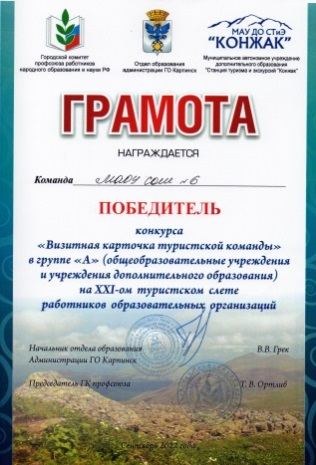 Городской комитет
профсоюза работников
народного образования и науки РФ
Отдел образования
администрации ГО Карпинск
МАУ ДО СТиЭ
"КОНЖАК"
Муниципальное автономное учреждение
дополнительного образования
"Станция туризма и экскурсий "Конжак"
ГРАМОТА
НАГРАЖДАЕТСЯ
Команда МАОУ СОШ №6
ПОБЕДИТЕЛЬ
конкурса
«Визитная карточка туристской команды»
в группе «А» (общеобразовательные учреждения
и учреждения дополнительного образования)
на XXI-ом туристском слете
работников образовательных организаций
Начальник отдела образования
Администрации ГО Карпинск
В.В. Грек
Председатель ГК профсоюза
Т. В. Ортлиб